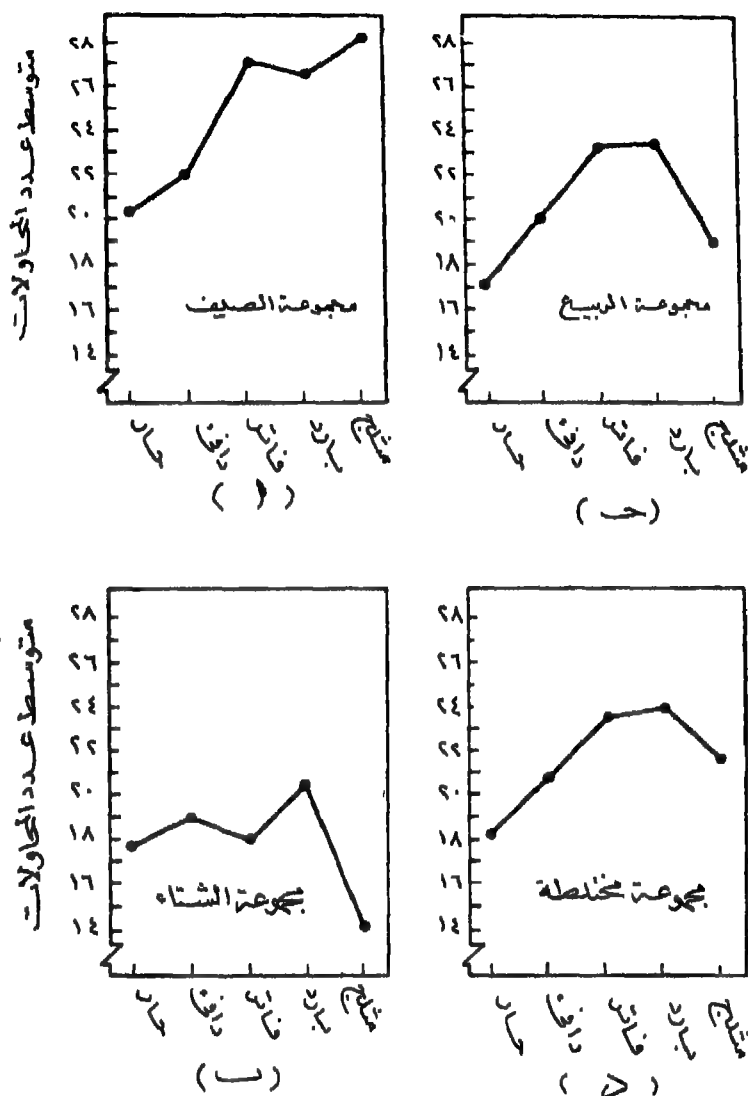 متوسط عدد المحاولات
٢٨
٢٦
٢٤
٢٢
٢٠
١٨
١٦
١٤
مجموعة الصيف
حار
دافئ
فاتر
بارد
مثلج
(أ)
٢٨
٢٦
٢٤
٢٢
٢٠
١٨
١٦
١٤
مجموعة الربيع
حار
دافئ
فاتر
بارد
مثلج
(جـ)
متوسط عدد المحاولات
٢٨
٢٦
٢٤
٢٢
٢٠
١٨
١٦
١٤
مجموعة الشتاء
حار
دافئ
فاتر
بارد
مثلج
(ب)
٢٨
٢٦
٢٤
٢٢
٢٠
١٨
١٦
١٤
مجموعة مختلطة
حار
دافئ
فاتر
بارد
مثلج
(د)